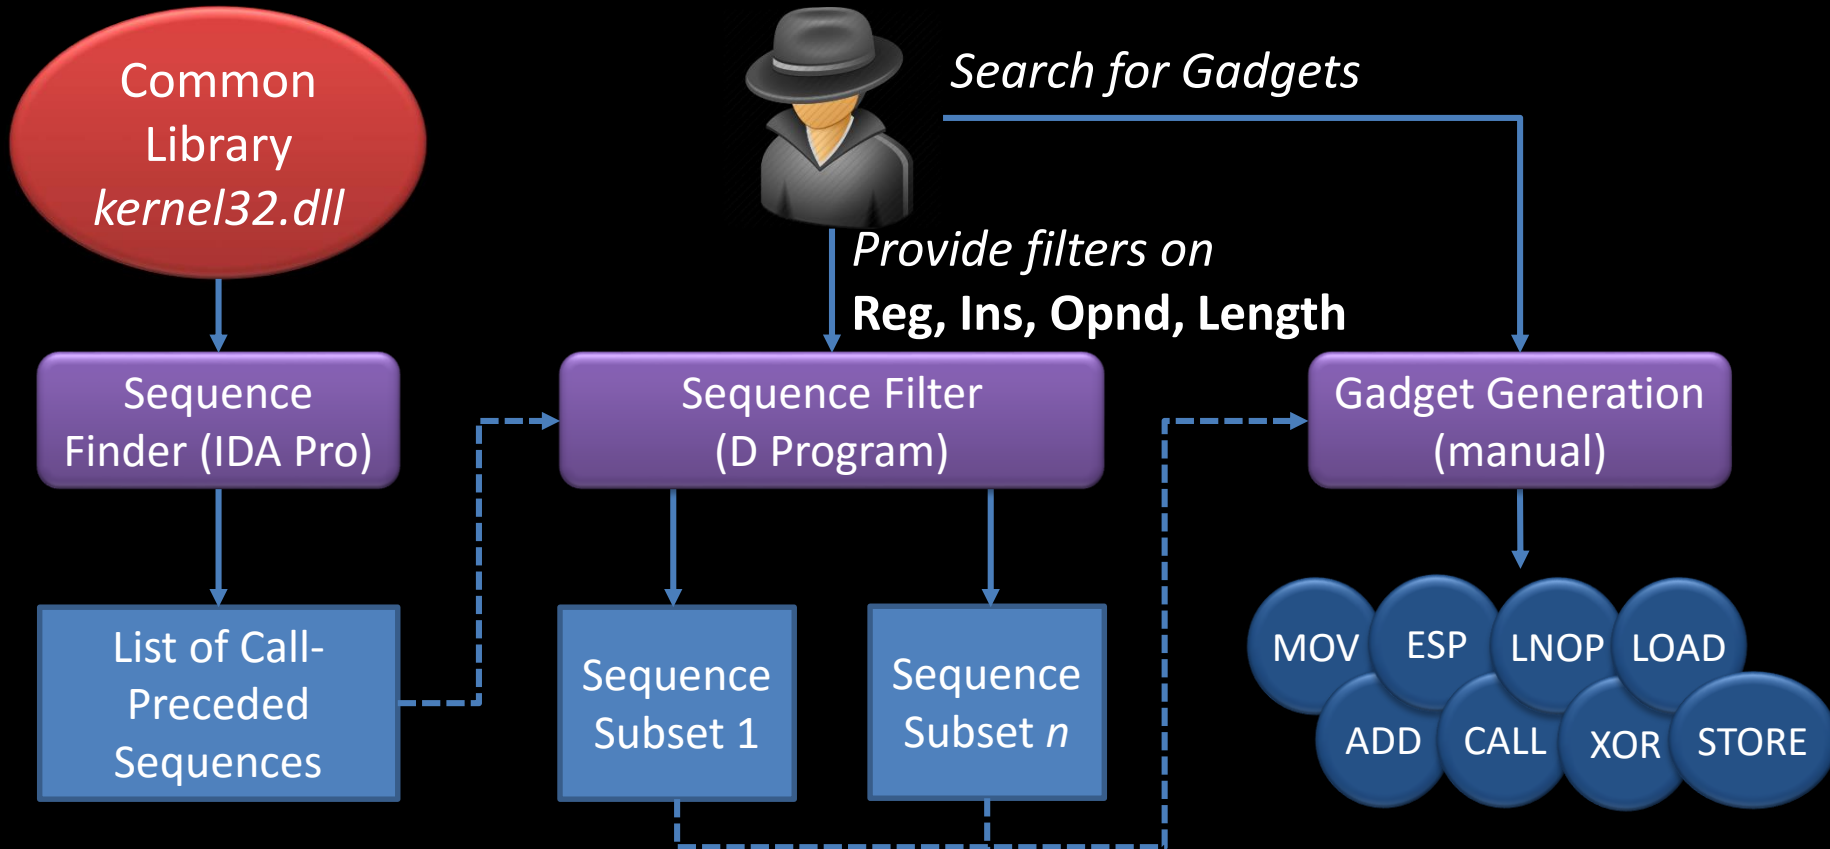 Common
Library
kernel32.dll
Search for Gadgets
Provide filters on
Reg, Ins, Opnd, Length
Sequence
Finder (IDA Pro)
Sequence Filter
(D Program)
Gadget Generation
(manual)
List of Call-
Preceded
Sequences
Sequence
Subset 1
Sequence
Subset n
MOV
ESP
LNOP
LOAD
ADD
CALL
XOR
STORE